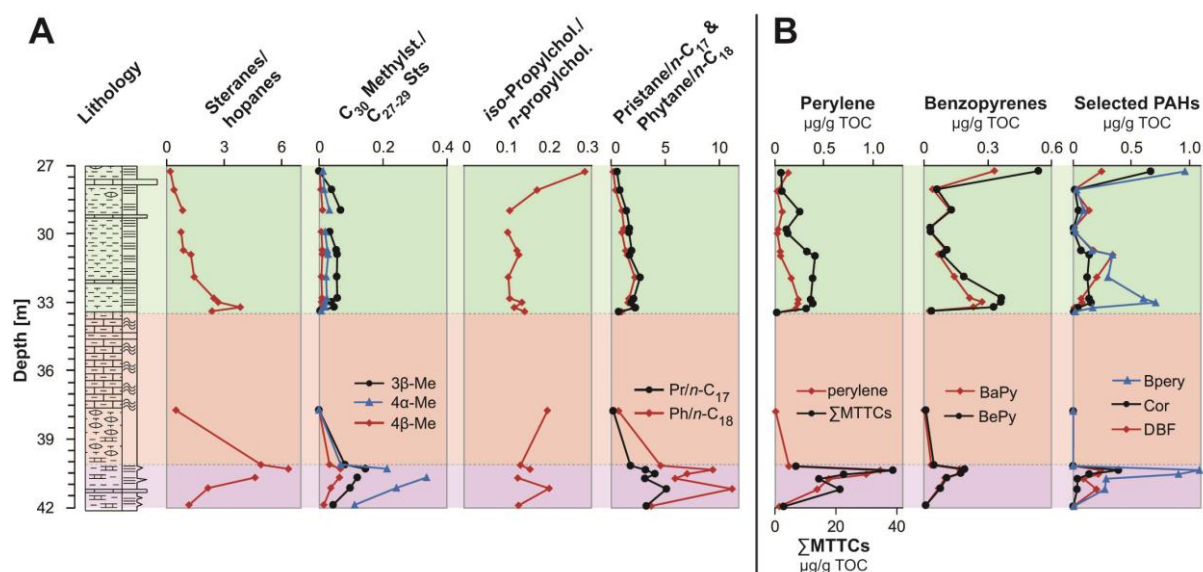 A
B
Lithology
Steranes/
hopanes
C30 Methylst./
C27-29 Sts
iso-Propylchol./
n-propylchol.
Pristane/n-C17 &
Phytane/n-C18
Perylene
µg/g TOC
Benzopyrenes
µg/g TOC
Selected PAHs
µg/g TOC
0 3 6
0 0.2 0.4
0 0.1 0.2 0.3
0 5 10
0 0.5 1.0
0 0.3 0.6
0 0.5 1.0
Depth [m]
27
30
33
36
39
42
3β-Me
4α-Me
4β-Me
Pr/n-C17
Ph/n-C18
perylene
∑MTTCs
BaPy
BePy
Bpery
Cor
DBF
0 20 40
∑MTTCs
µg/g TOC